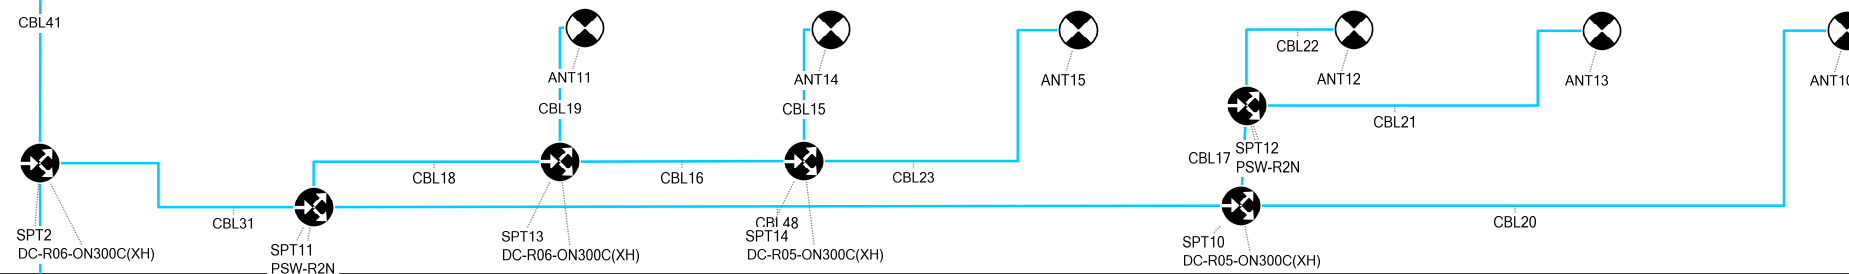 CBL41
ANT11
ANT14
ANT15
CBL22
ANT12
ANT13
ANT10
CBL19
CBL15
CBL21
SPT12
PSW-R2N
CBL17
CBL18
CBL16
CBL23
CBL31
CBL48
CBL20
SPT2
DC-R06-ON300C(XH)
SPT11
PSW-R2N
SPT13
DC-R06-ON300C(XH)
SPT14
DC-R05-ON300C(XH)
SPT10
DC-R05-ON300C(XH)